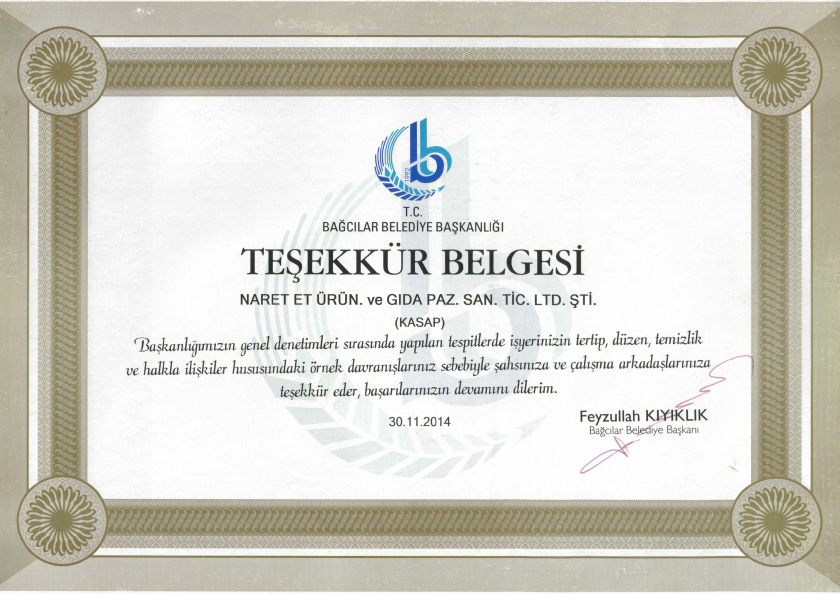 1992
T.C.
BAĞCILAR BELEDİYE BAŞKANLIĞI
TEŞEKKÜR BELGESİ
NARET ET ÜRÜN. ve GIDA PAZ. SAN. TİC. LTD. ŞTİ.
(KASAP)
Başkanlığımızın genel denetimleri sırasında yapılan tespitlerde işyerinizin tertip, düzen, temizlik
ve halkla ilişkiler hususundaki örnek davranışlarınız sebebiyle şahsınıza ve çalışma arkadaşlarınıza
teşekkür eder, başarılarınızın devamını dilerim.
30.11.2014
Feyzullah KIYIKLIK
Bağcılar Belediye Başkanı